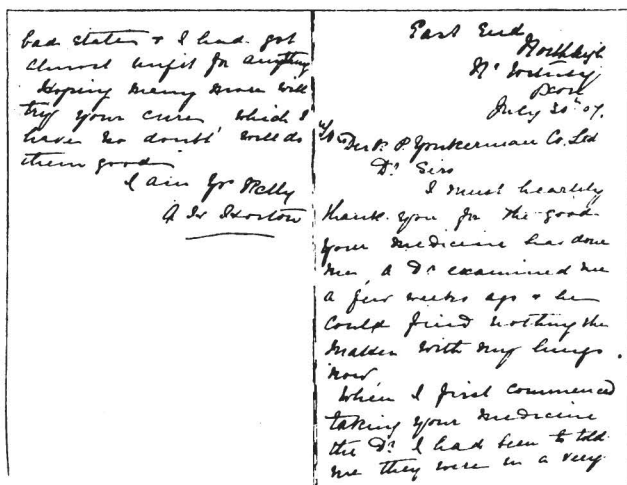 East End
Northleigh
Nr Witney
Oxon
July 30th 07.
Derk P Yonkerman Co. Ltd
Dr Sirs
I must heartily
thank you for the good
your medicine has done
me, a Dr examined me
a few weeks ago & he
could find nothing the
matter with my lungs
now.
When I first commenced
taking your medicine
the Dr I had been to told
me they were in a very
bad state & I had got
almost unfit for anything
Hoping many more will
try your cure which I
have no doubt will do
them good
I am Yrs
A W Horton